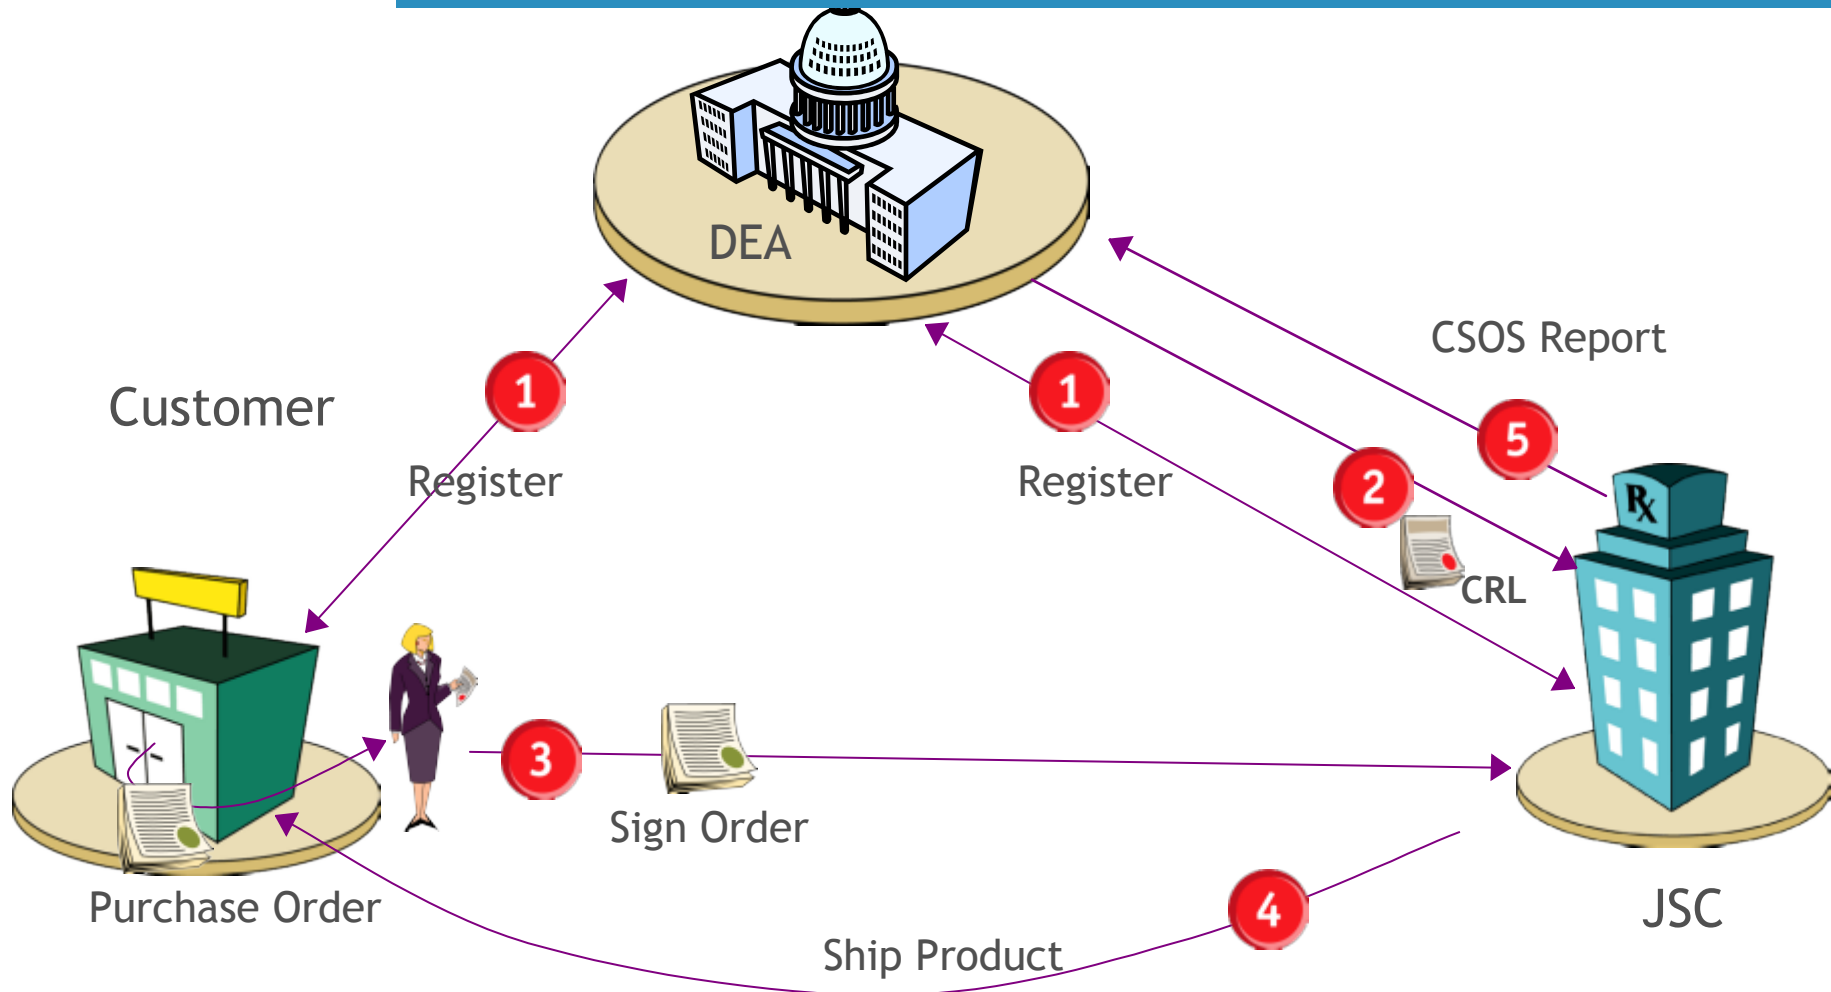 DEA
CSOS Report
1
1
Customer
5
Register
Register
2
Rx
CRL
3
Sign Order
Purchase Order
4
JSC
Ship Product